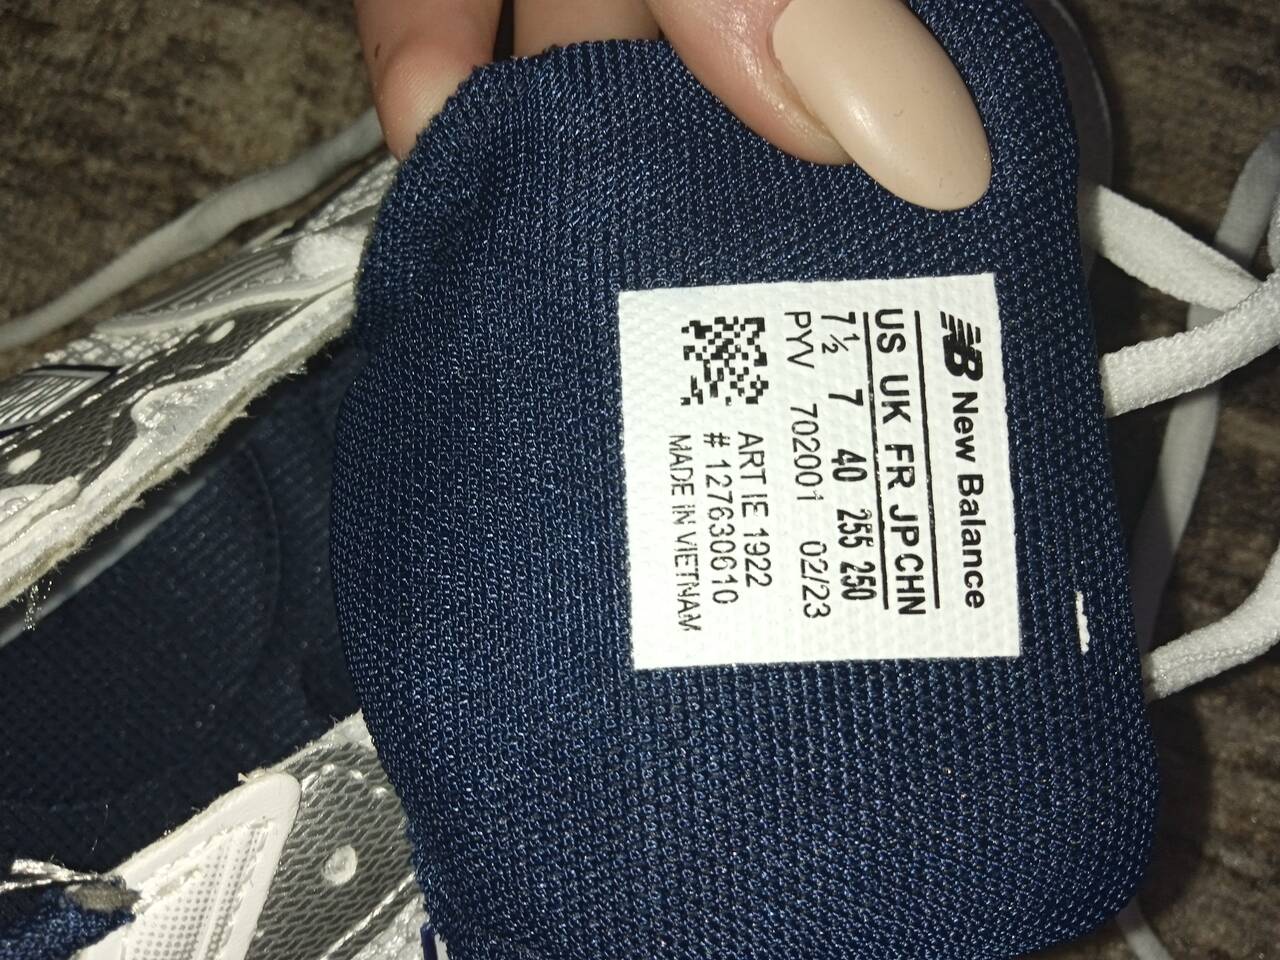 NB New Balance
US UK FR JP CHN
7½ 7 40 255 250
PYV 702001 02/23
ART IE 1922
# 127630610
MADE IN VIETNAM